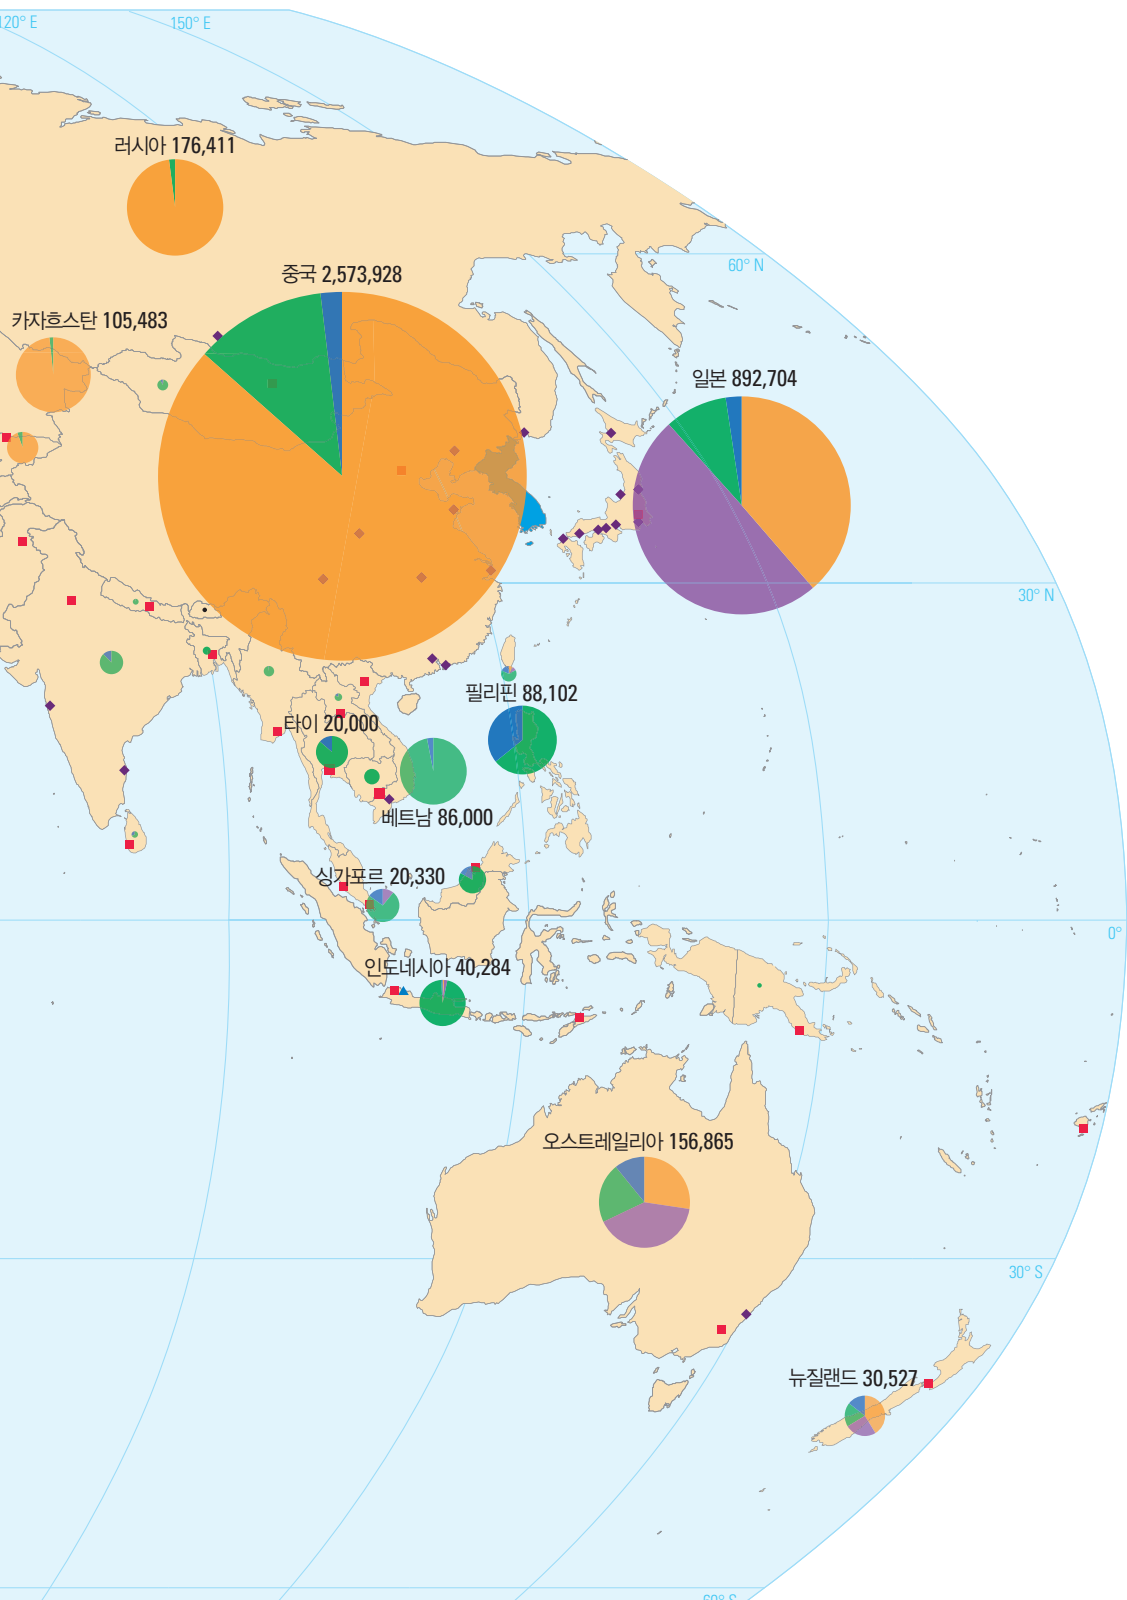 120° E
150° E
러시아 176,411
60° N
중국 2,573,928
카자흐스탄 105,483
일본 892,704
30° N
필리핀 88,102
타이 20,000
베트남 86,000
싱가포르 20,330
0°
인도네시아 40,284
오스트레일리아 156,865
30° S
뉴질랜드 30,527
60° S